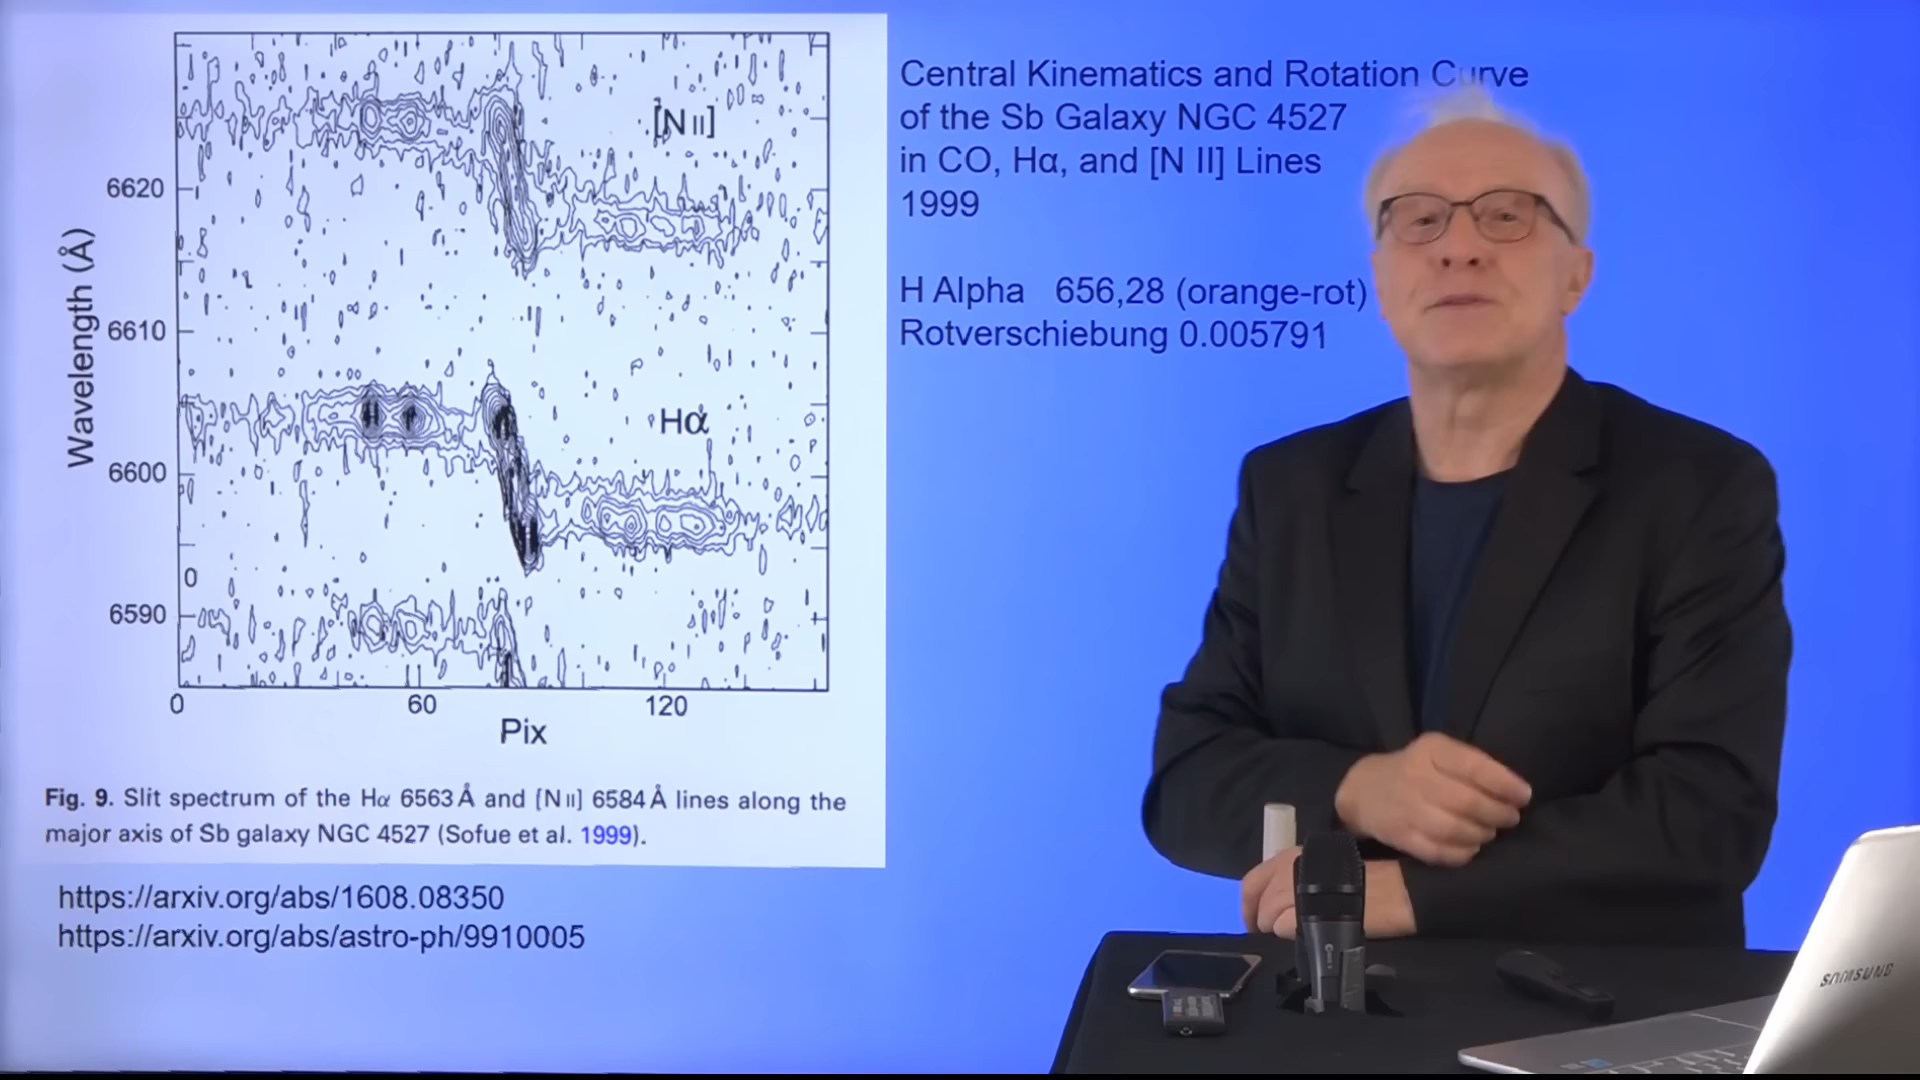 [N II]
Hα
Wavelength (Å)
6620
6610
6600
6590
0
60
120
Pix
Fig. 9. Slit spectrum of the Hα 6563 Å and [N II] 6584 Å lines along the
major axis of Sb galaxy NGC 4527 (Sofue et al. 1999).
https://arxiv.org/abs/1608.08350
https://arxiv.org/abs/astro-ph/9910005
Central Kinematics and Rotation Curve
of the Sb Galaxy NGC 4527
in CO, Hα, and [N II] Lines
1999
H Alpha 656,28 (orange-rot)
Rotverschiebung 0.005791
SAMSUNG